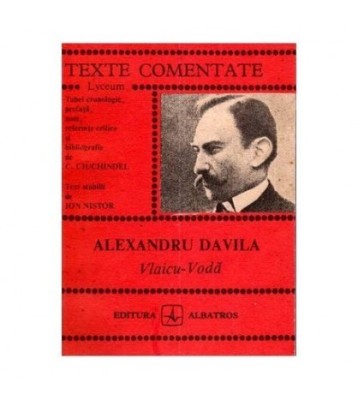 TEXTE COMENTATE
Lyceum
Tabel cronologic,
prefață,
note,
referințe critice
și
bibliografie
de
C. CIUCHINDEL
Text stabilit
de
ION NISTOR
ALEXANDRU DAVILA
Vlaicu-Vodă
EDITURA ALBATROS